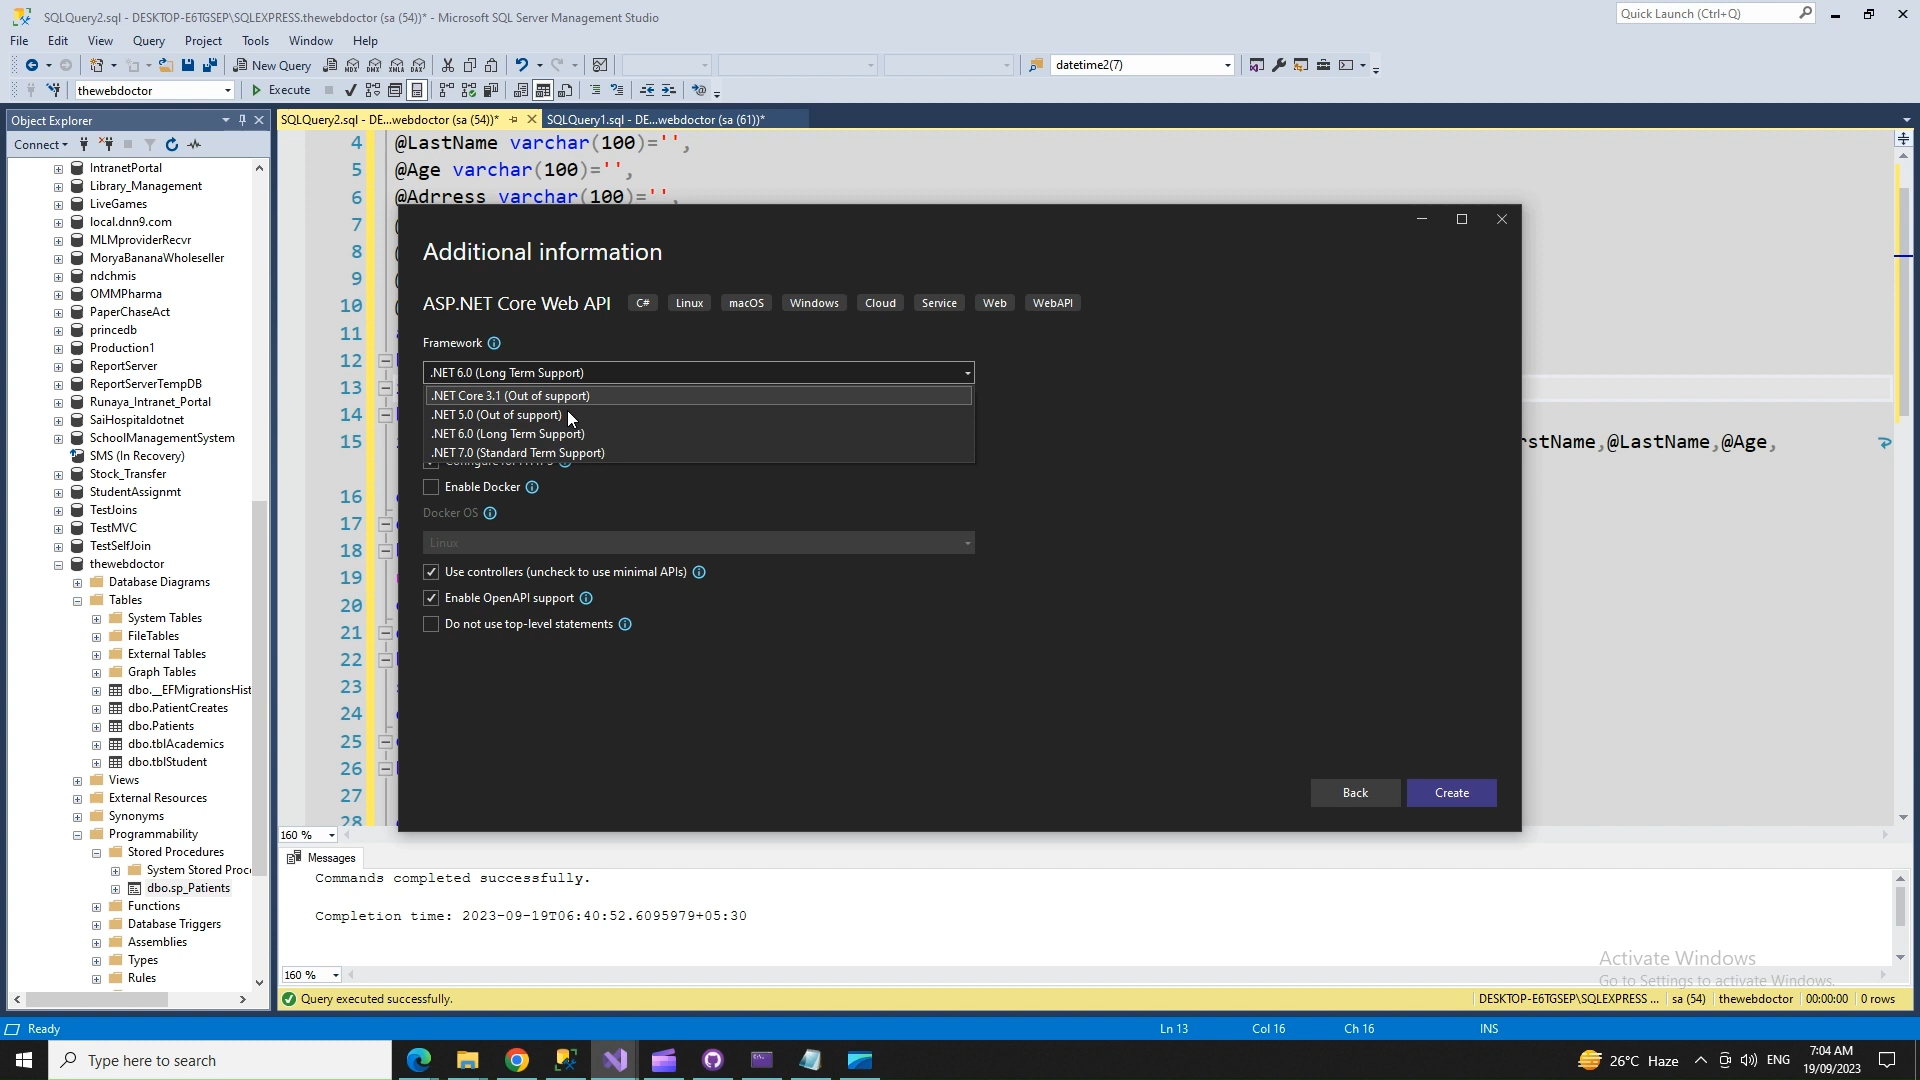 SQLQuery2.sql - DESKTOP-E6TGSEP\SQLEXPRESS.thewebdoctor (sa (54))* - Microsoft SQL Server Management Studio
Quick Launch (Ctrl+Q)
File Edit View Query Project Tools Window Help
New Query MDX DMX XMLA DAX datetime2(7)
thewebdoctor Execute
Object Explorer
SQLQuery2.sql - DE...webdoctor (sa (54))* SQLQuery1.sql - DE...webdoctor (sa (61))*
Connect
IntranetPortal
Library_Management
LiveGames
local.dnn9.com
MLMproviderRecvr
MoryaBananaWholeseller
ndchmis
OMMPharma
PaperChaseAct
princedb
Production1
ReportServer
ReportServerTempDB
Runaya_Intranet_Portal
SaiHospitaldotnet
SchoolManagementSystem
SMS (In Recovery)
Stock_Transfer
StudentAssignmt
TestJoins
TestMVC
TestSelfJoin
thewebdoctor
Database Diagrams
Tables
System Tables
FileTables
External Tables
Graph Tables
dbo.__EFMigrationsHist
dbo.PatientCreates
dbo.Patients
dbo.tblAcademics
dbo.tblStudent
Views
External Resources
Synonyms
Programmability
Stored Procedures
System Stored Proc
dbo.sp_Patients
Functions
Database Triggers
Assemblies
Types
Rules
4 @LastName varchar(100)='',
5 @Age varchar(100)='',
6 @Adrress varchar(100)='',
7
8
9
10
11
12
13
14
15 rstName,@LastName,@Age,
16
17
18
19
20
21
22
23
24
25
26
27
28
Additional information
ASP.NET Core Web API C# Linux macOS Windows Cloud Service Web WebAPI
Framework
.NET 6.0 (Long Term Support)
.NET Core 3.1 (Out of support)
.NET 5.0 (Out of support)
.NET 6.0 (Long Term Support)
.NET 7.0 (Standard Term Support)
Enable Docker
Docker OS
Linux
Use controllers (uncheck to use minimal APIs)
Enable OpenAPI support
Do not use top-level statements
Back Create
160 %
Messages
Commands completed successfully.
Completion time: 2023-09-19T06:40:52.6095979+05:30
160 %
Activate Windows
Go to Settings to activate Windows.
Query executed successfully. DESKTOP-E6TGSEP\SQLEXPRESS ... sa (54) thewebdoctor 00:00:00 0 rows
Ready Ln 13 Col 16 Ch 16 INS
Type here to search 26°C Haze ENG 7:04 AM
19/09/2023